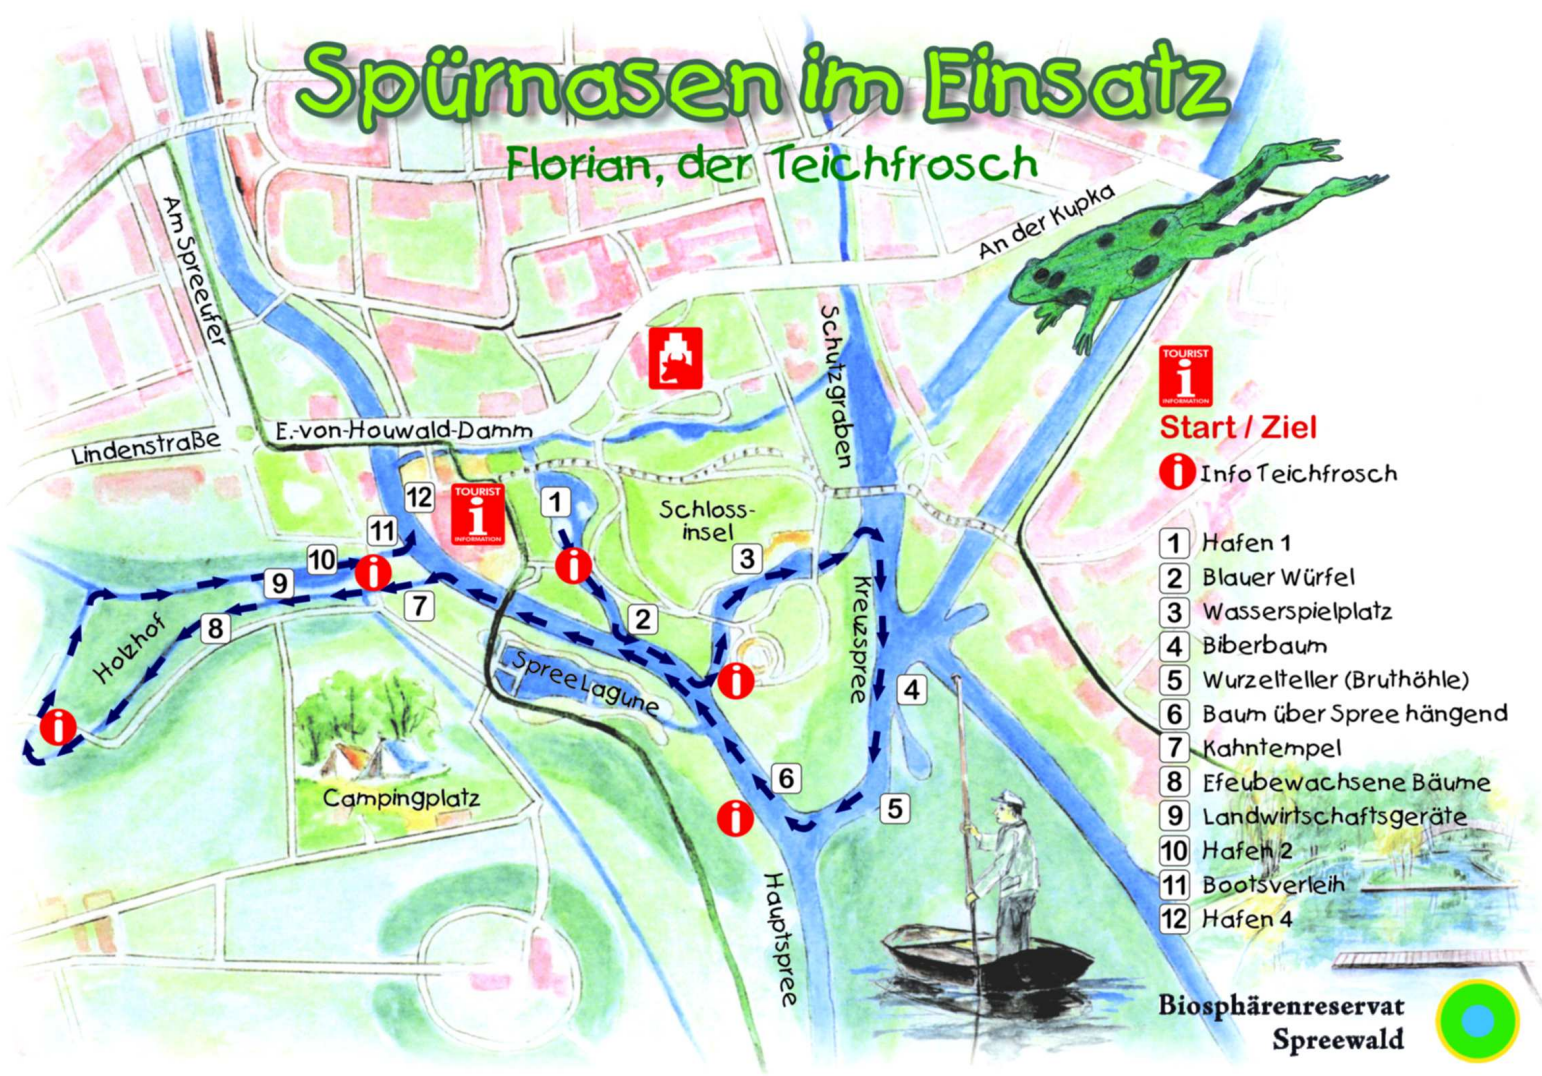 Spürnasen im Einsatz
Florian, der Teichfrosch
Am Spreeufer
An der Kupka
Schutzgraben
Lindenstraße
E.-von-Houwald-Damm
TOURIST
i
INFORMATION
Start / Ziel
i Info Teichfrosch
12
TOURIST
i
INFORMATION
1
Schloss-
insel
11
10
i
i
3
9
7
8
2
Holzhof
Kreuzspree
Spree Lagune
i
4
i
Campingplatz
6
i
5
Hauptspree
1 Hafen 1
2 Blauer Würfel
3 Wasserspielplatz
4 Biberbaum
5 Wurzelteller (Bruthöhle)
6 Baum über Spree hängend
7 Kahntempel
8 Efeubewachsene Bäume
9 Landwirtschaftsgeräte
10 Hafen 2
11 Bootsverleih
12 Hafen 4
Biosphärenreservat
Spreewald